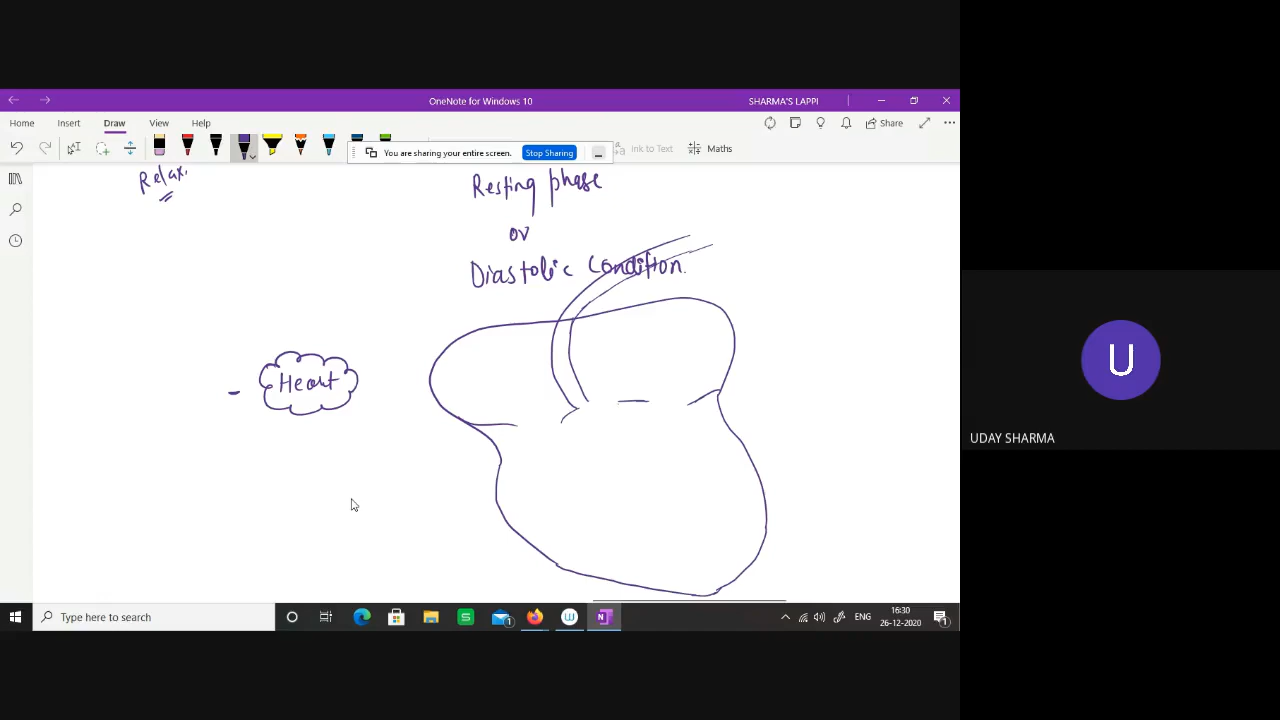 OneNote for Windows 10
SHARMA'S LAPPI
Home Insert Draw View Help
Share
You are sharing your entire screen. Stop Sharing
Ink to Text
Maths
Relax.
Resting phase
or
Diastolic Condition.
- Heart
U
UDAY SHARMA
Type here to search
ENG
16:30
26-12-2020
1
1